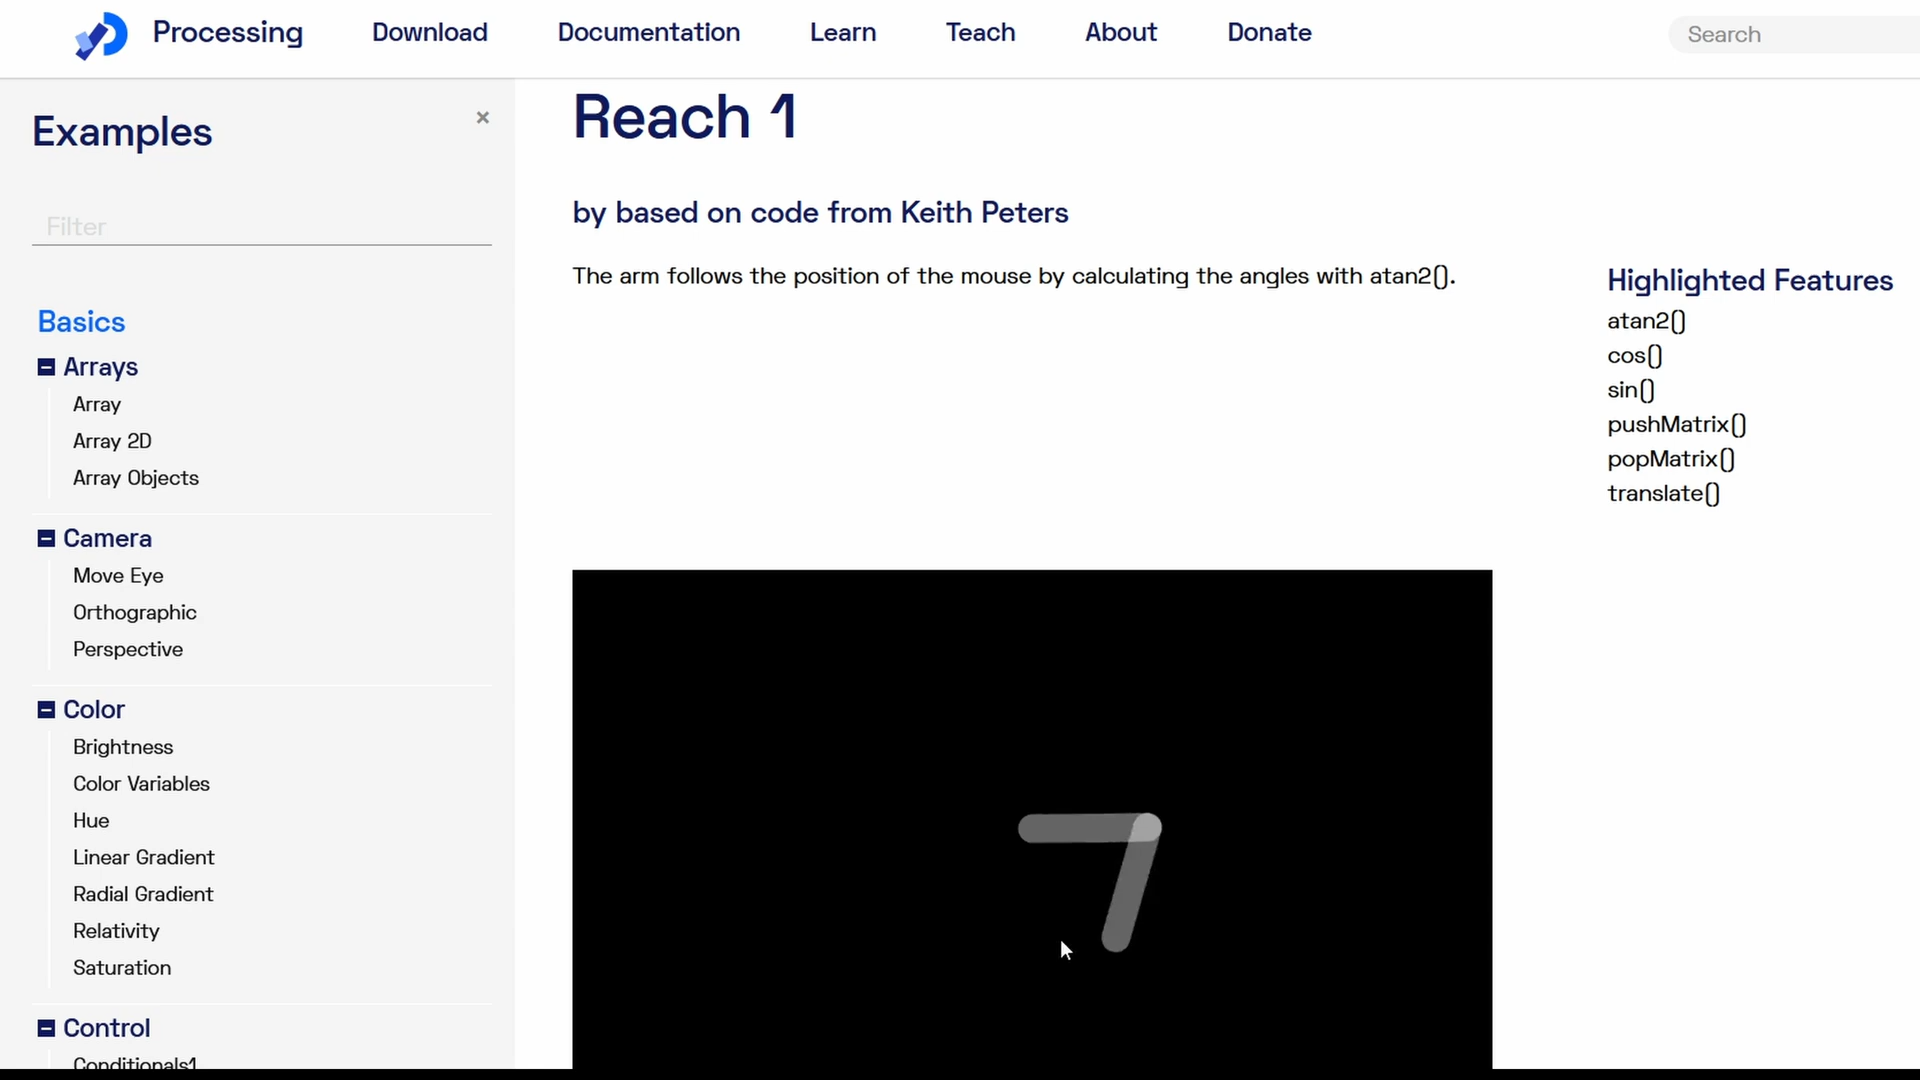 Processing
Download
Documentation
Learn
Teach
About
Donate
Search
Examples
×
Filter
Basics
Arrays
Array
Array 2D
Array Objects
Camera
Move Eye
Orthographic
Perspective
Color
Brightness
Color Variables
Hue
Linear Gradient
Radial Gradient
Relativity
Saturation
Control
Conditionals1
Reach 1
by based on code from Keith Peters
The arm follows the position of the mouse by calculating the angles with atan2().
Highlighted Features
atan2()
cos()
sin()
pushMatrix()
popMatrix()
translate()